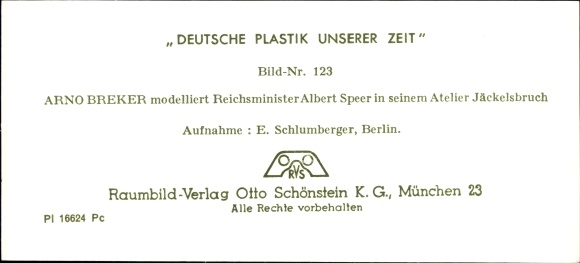 „DEUTSCHE PLASTIK UNSERER ZEIT“
Bild-Nr. 123
ARNO BREKER modelliert Reichsminister Albert Speer in seinem Atelier Jäckelsbruch
Aufnahme : E. Schlumberger, Berlin.
RVS
Raumbild-Verlag Otto Schönstein K. G., München 23
Alle Rechte vorbehalten
Pl 16624 Pc